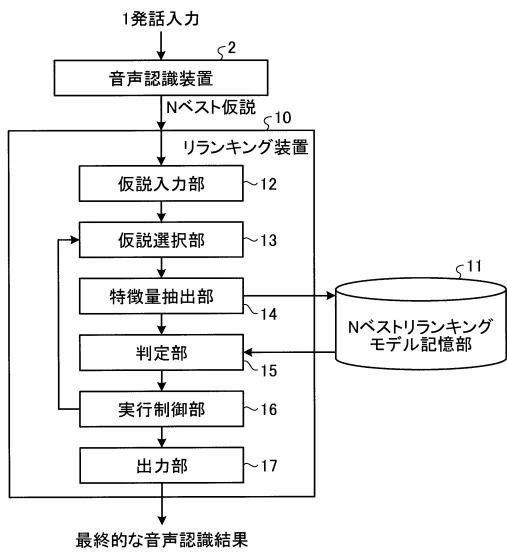 1発話入力
2
音声認識装置
Nベスト仮説
10
リランキング装置
仮説入力部
12
仮説選択部
13
11
特徴量抽出部
14
Nベストリランキング
モデル記憶部
判定部
15
実行制御部
16
出力部
17
最終的な音声認識結果